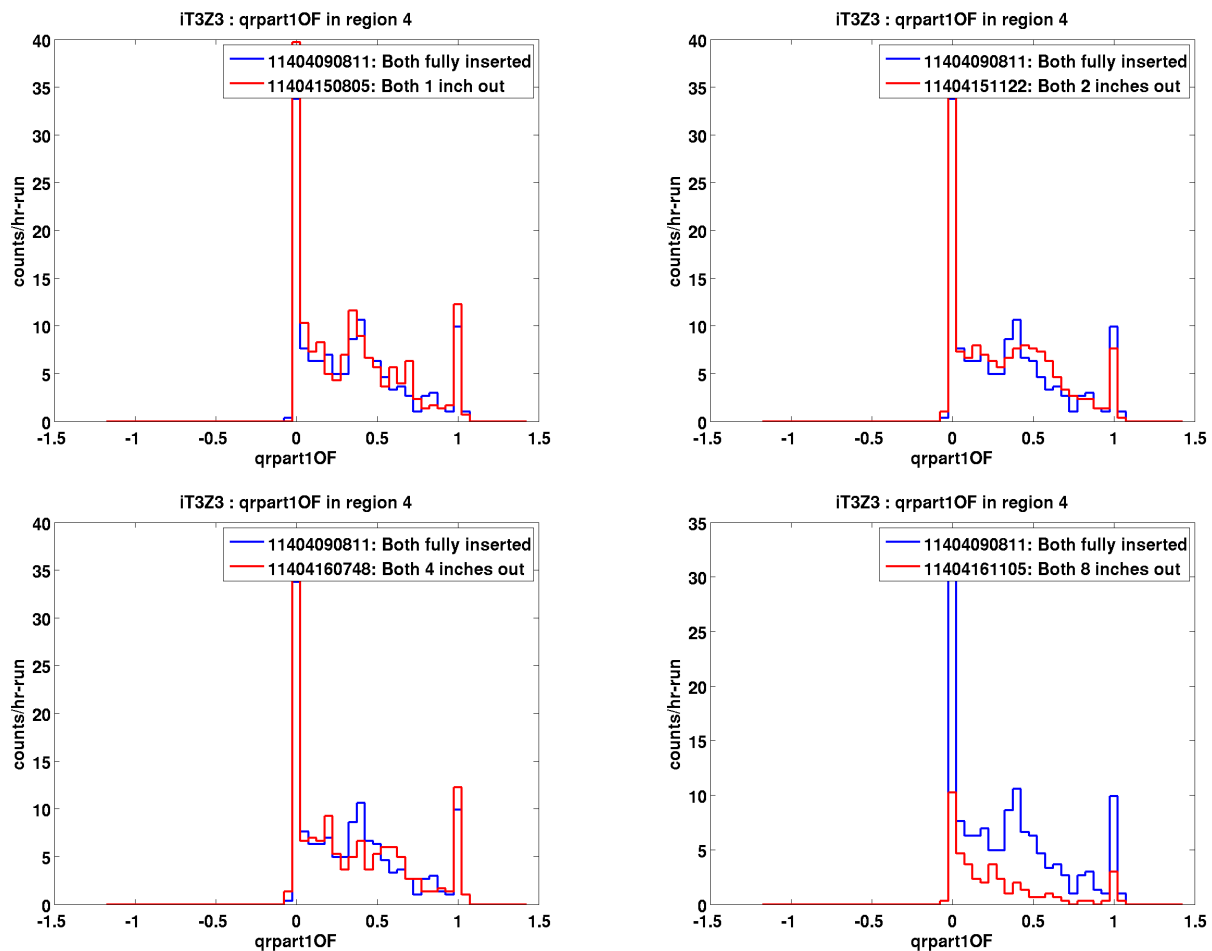 iT3Z3 : qrpart1OF in region 4
40
35
30
25
20
15
10
5
0
counts/hr-run
11404090811: Both fully inserted
11404150805: Both 1 inch out
-1.5 -1 -0.5 0 0.5 1 1.5
qrpart1OF
iT3Z3 : qrpart1OF in region 4
40
35
30
25
20
15
10
5
0
counts/hr-run
11404090811: Both fully inserted
11404151122: Both 2 inches out
-1.5 -1 -0.5 0 0.5 1 1.5
qrpart1OF
iT3Z3 : qrpart1OF in region 4
40
35
30
25
20
15
10
5
0
counts/hr-run
11404090811: Both fully inserted
11404160748: Both 4 inches out
-1.5 -1 -0.5 0 0.5 1 1.5
qrpart1OF
iT3Z3 : qrpart1OF in region 4
35
30
25
20
15
10
5
0
counts/hr-run
11404090811: Both fully inserted
11404161105: Both 8 inches out
-1.5 -1 -0.5 0 0.5 1 1.5
qrpart1OF